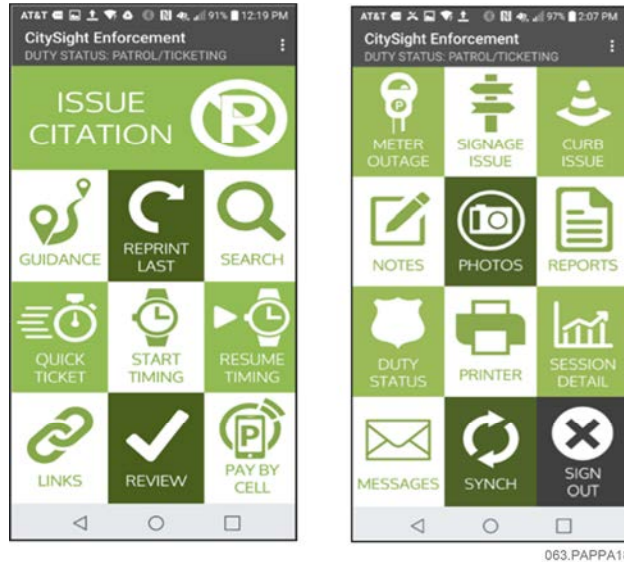 AT&T 4G 91% 12:19 PM
CitySight Enforcement
DUTY STATUS: PATROL/TICKETING
ISSUE
CITATION
GUIDANCE
REPRINT
LAST
SEARCH
QUICK
TICKET
START
TIMING
RESUME
TIMING
LINKS
REVIEW
PAY BY
CELL
AT&T 4G 97% 2:07 PM
CitySight Enforcement
DUTY STATUS: PATROL/TICKETING
METER
OUTAGE
SIGNAGE
ISSUE
CURB
ISSUE
NOTES
PHOTOS
REPORTS
DUTY
STATUS
PRINTER
SESSION
DETAIL
MESSAGES
SYNCH
SIGN
OUT